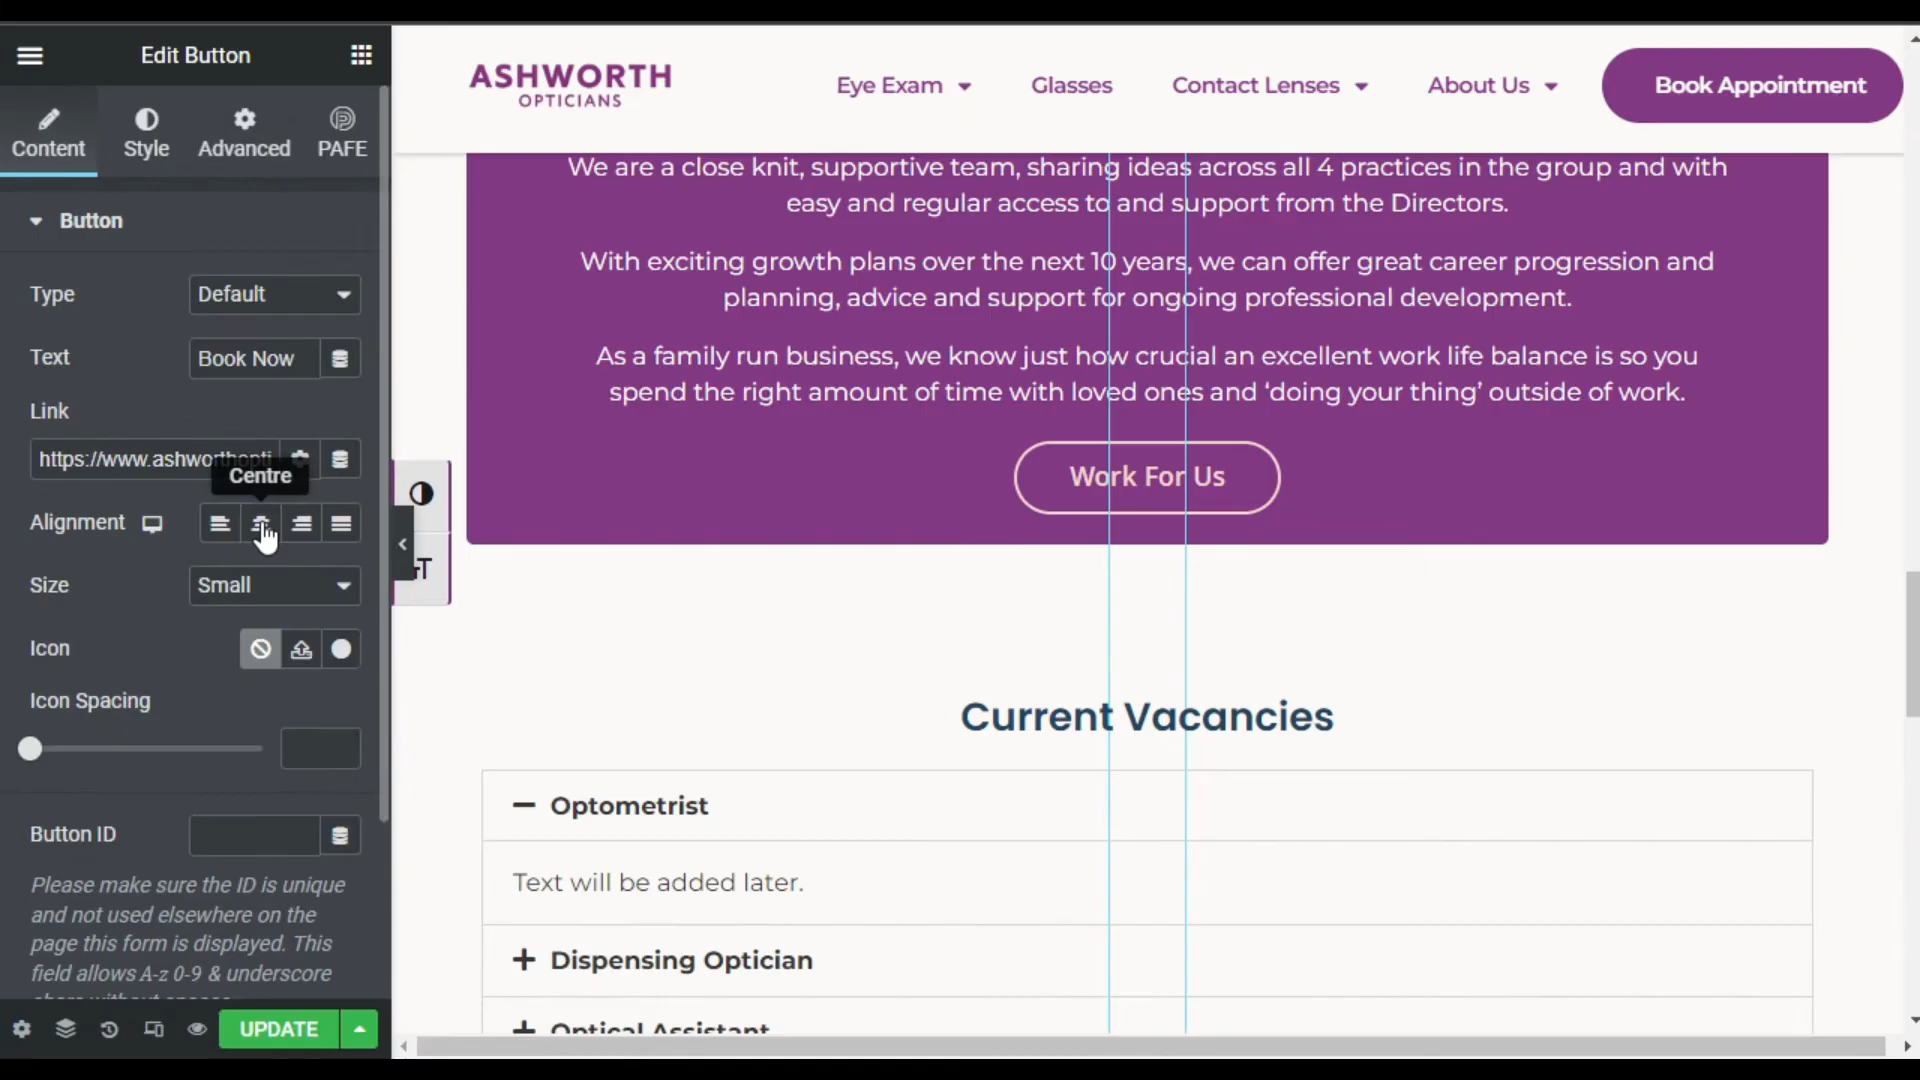 Edit Button
Content
Style
Advanced
PAFE
Button
Type
Default
Text
Book Now
Link
https://www.ashworthopti
Centre
Alignment
Size
Small
Icon
Icon Spacing
Button ID
Please make sure the ID is unique
and not used elsewhere on the
page this form is displayed. This
field allows A-z 0-9 & underscore
UPDATE
ASHWORTH
OPTICIANS
Eye Exam
Glasses
Contact Lenses
About Us
Book Appointment
We are a close knit, supportive team, sharing ideas across all 4 practices in the group and with
easy and regular access to and support from the Directors.
With exciting growth plans over the next 10 years, we can offer great career progression and
planning, advice and support for ongoing professional development.
As a family run business, we know just how crucial an excellent work life balance is so you
spend the right amount of time with loved ones and ‘doing your thing’ outside of work.
Work For Us
Current Vacancies
Optometrist
Text will be added later.
Dispensing Optician
Optical Assistant